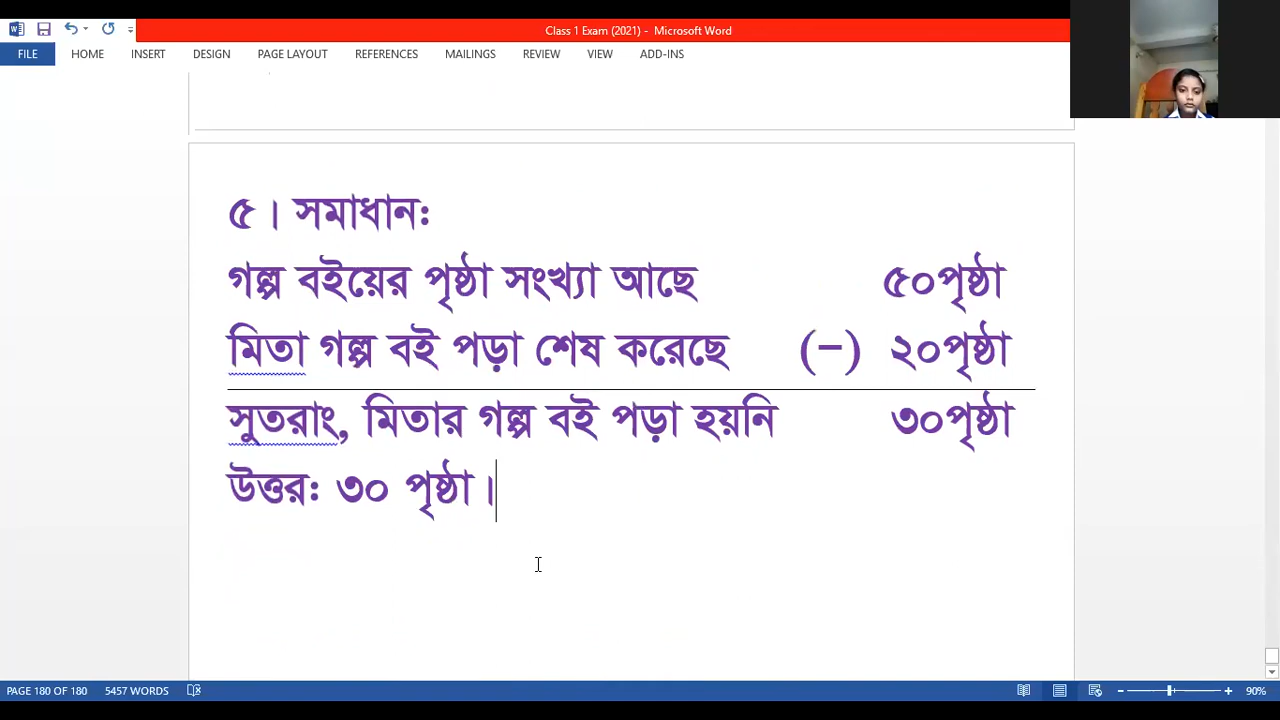 Class 1 Exam (2021) - Microsoft Word
FILE HOME INSERT DESIGN PAGE LAYOUT REFERENCES MAILINGS REVIEW VIEW ADD-INS
৫। সমাধান:
গল্প বইয়ের পৃষ্ঠা সংখ্যা আছে ৫০পৃষ্ঠা
মিতা গল্প বই পড়া শেষ করেছে (−) ২০পৃষ্ঠা
সুতরাং, মিতার গল্প বই পড়া হয়নি ৩০পৃষ্ঠা
উত্তর: ৩০ পৃষ্ঠা।
PAGE 180 OF 180 5457 WORDS 90%